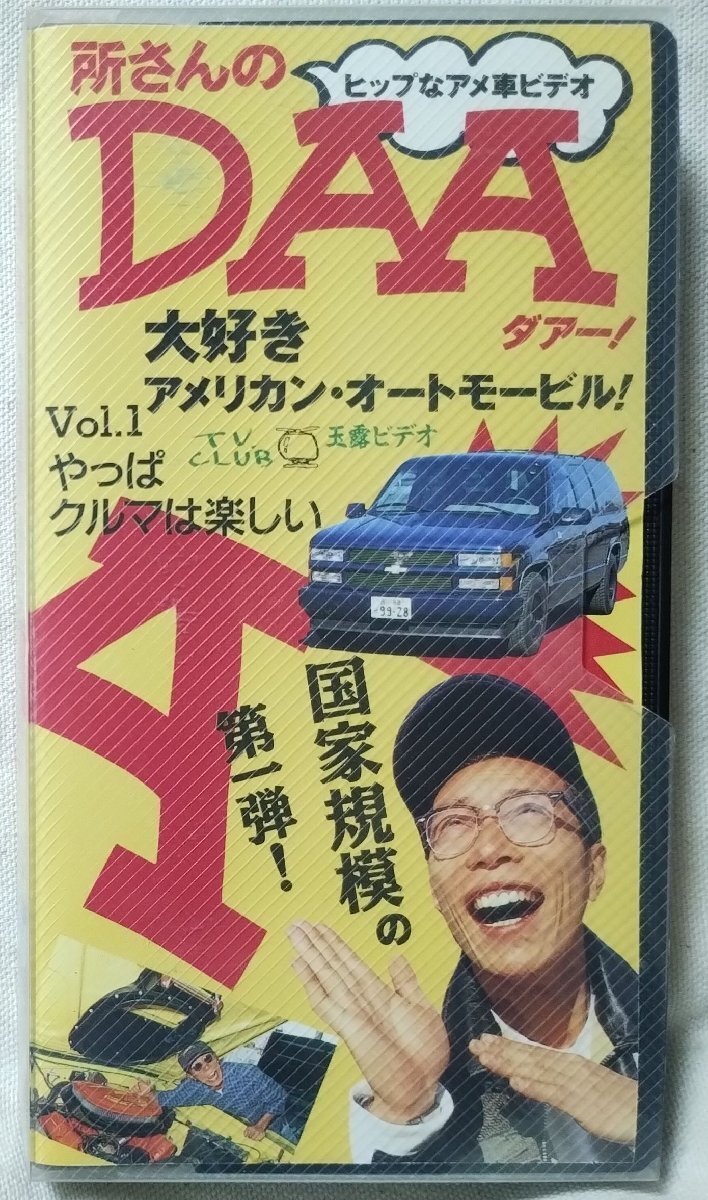 所さんの
ヒップなアメ車ビデオ
DAA
ダアー!
大好き
アメリカン・オートモービル!
Vol.1
やっぱ
クルマは楽しい
T.V.
CLUB
玉露ビデオ
99-28
国家規模の
第一弾!